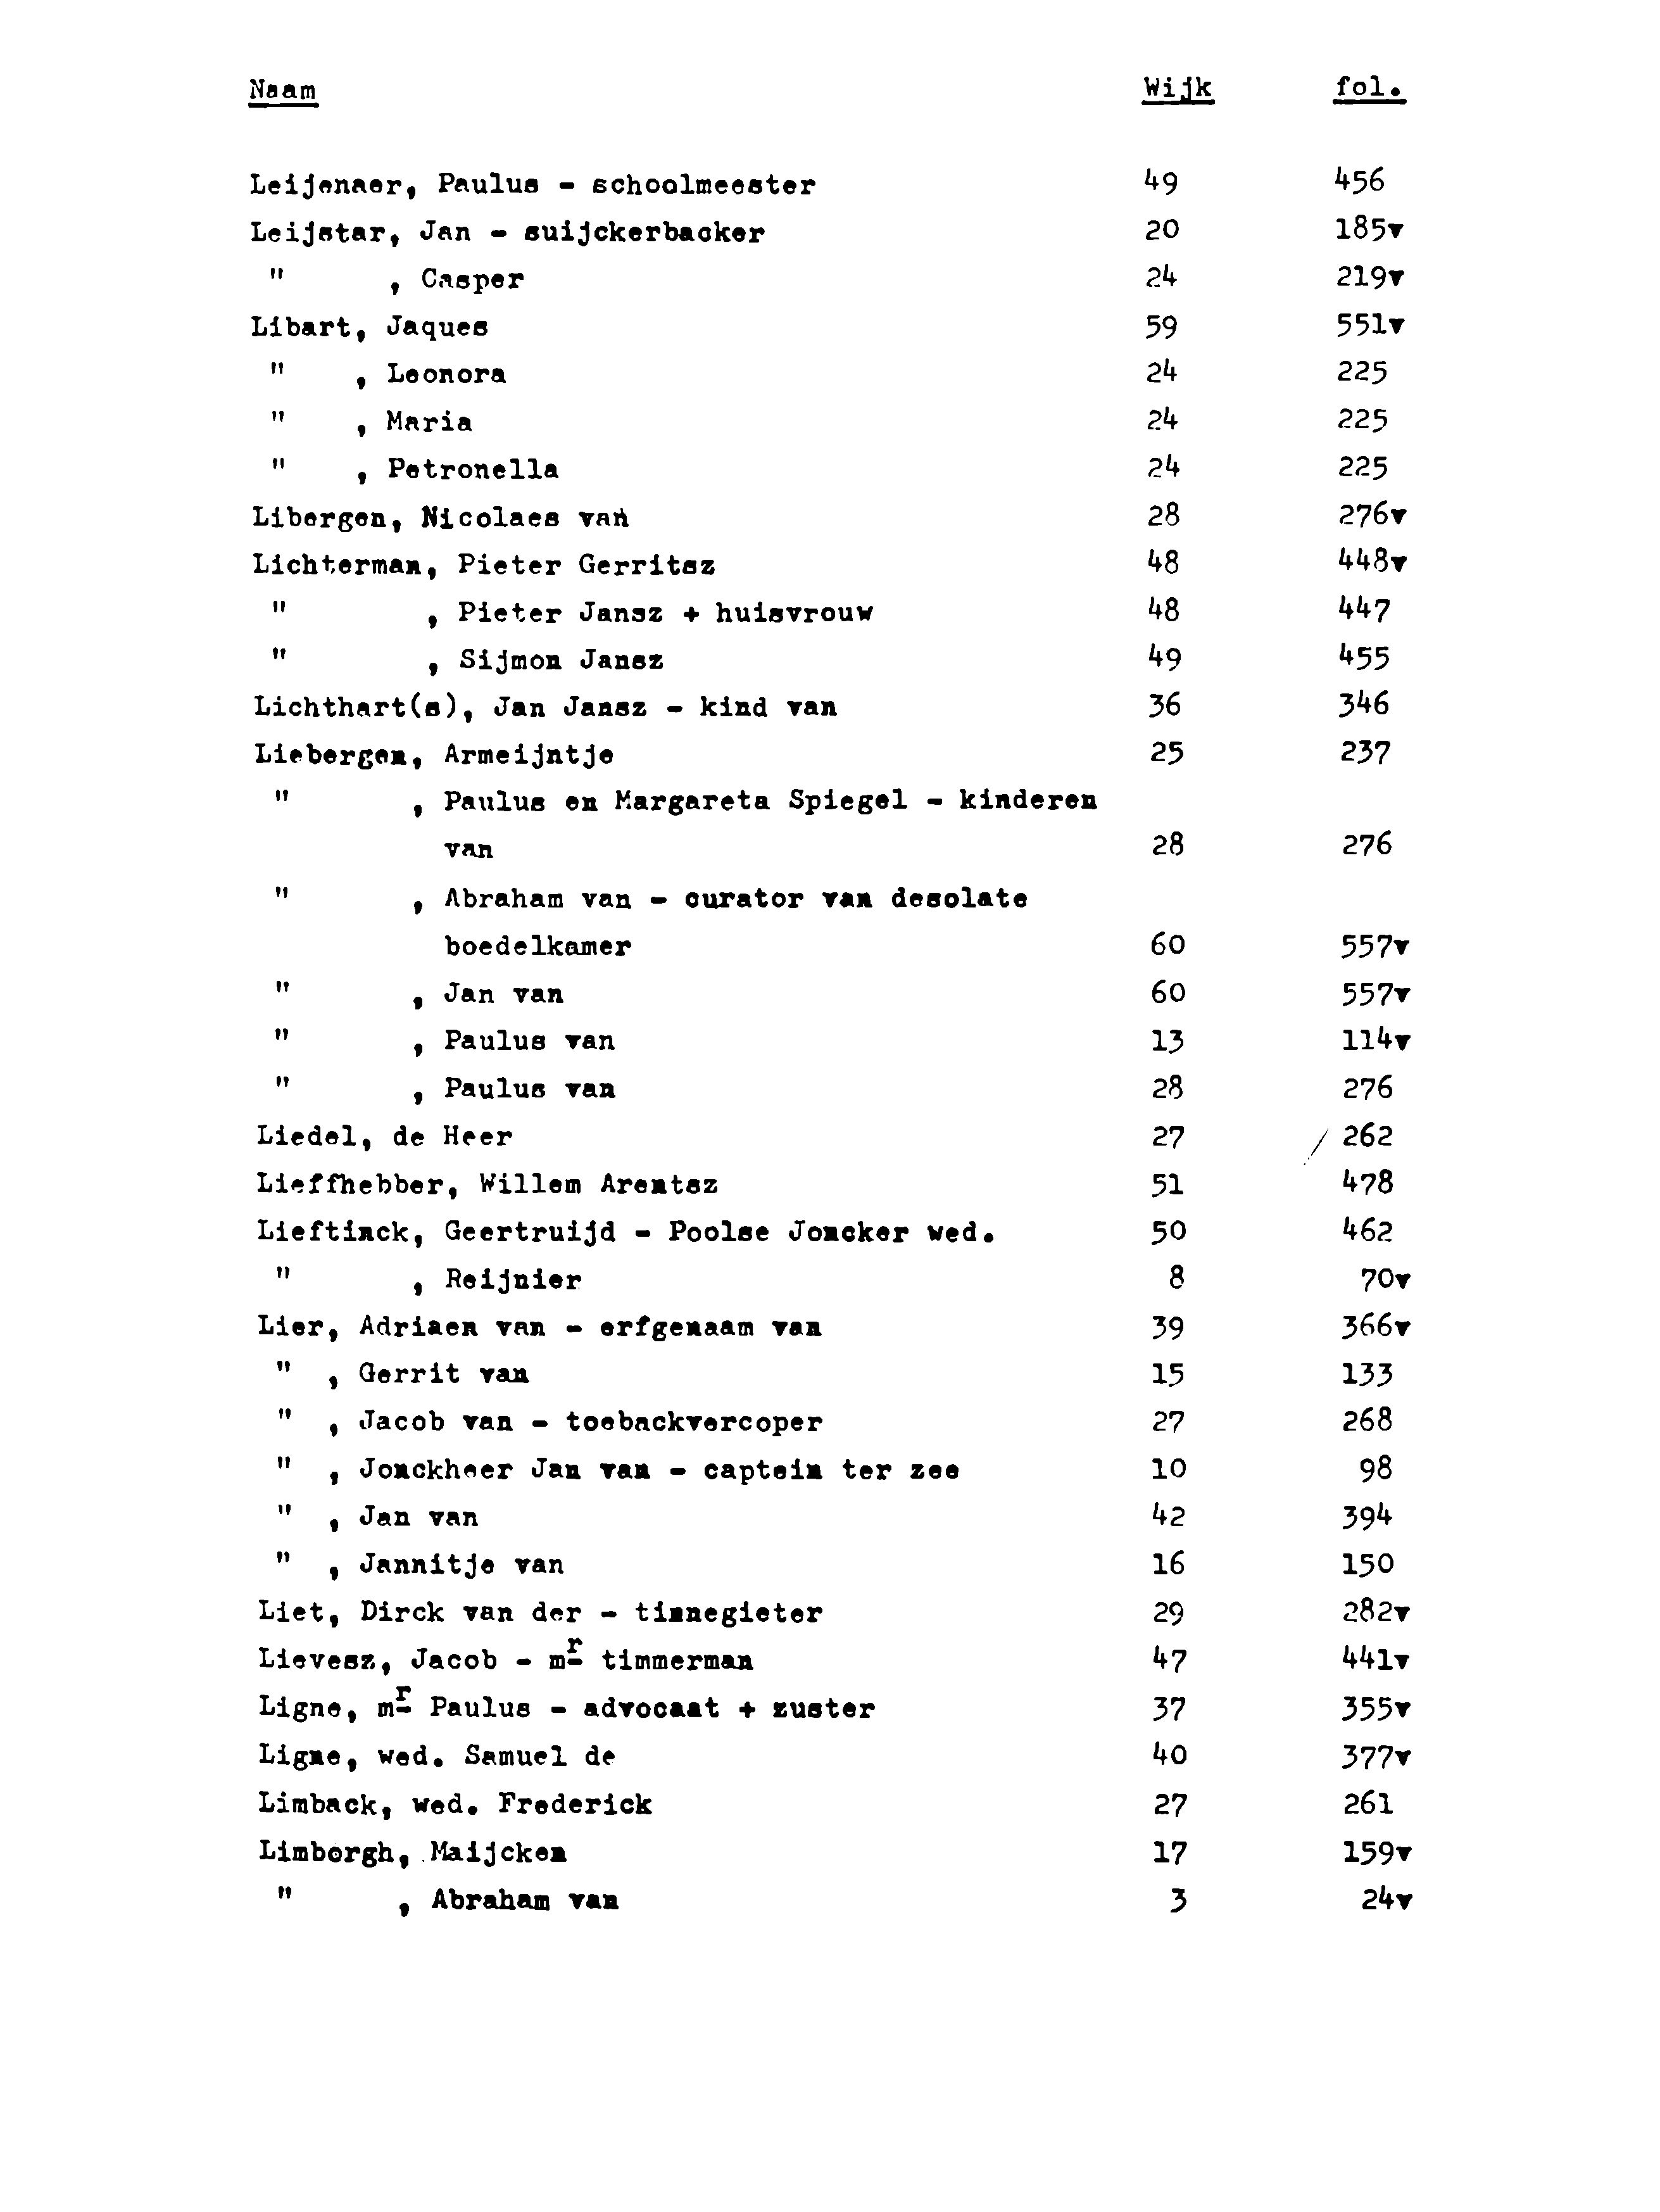 Naam Wijk fol.
Leijenaer, Paulus - schoolmeester 49 456
Leijstar, Jan - suijckerbacker 20 185v
" , Casper 24 219v
Libart, Jaques 59 551v
" , Leonora 24 225
" , Maria 24 225
" , Petronella 24 225
Libergen, Nicolaes van 28 276v
Lichterman, Pieter Gerritsz 48 448v
" , Pieter Jansz + huisvrouw 48 447
" , Sijmon Jansz 49 455
Lichthart(s), Jan Jansz - kind van 36 346
Liebergen, Armeijntje 25 237
" , Paulus en Margareta Spiegel - kinderen
van 28 276
" , Abraham van - curator van desolate
boedelkamer 60 557v
" , Jan van 60 557v
" , Paulus van 13 114v
" , Paulus van 28 276
Liedel, de Heer 27 / 262
Lieffhebber, Willem Arentsz 51 478
Lieftinck, Geertruijd - Poolse Joncker wed. 50 462
" , Reijnier 8 70v
Lier, Adriaen van - erfgenaam van 39 366v
" , Gerrit van 15 133
" , Jacob van - toebackvercoper 27 268
" , Jonckheer Jan van - captein ter zee 10 98
" , Jan van 42 394
" , Jannitje van 16 150
Liet, Dirck van der - tinnegieter 29 282v
Lievesz, Jacob - mr timmerman 47 441v
Ligne, mr Paulus - advocaat + zuster 37 355v
Ligne, wed. Samuel de 40 377v
Limback, wed. Frederick 27 261
Limborgh, Maijcken 17 159v
" , Abraham van 3 24v